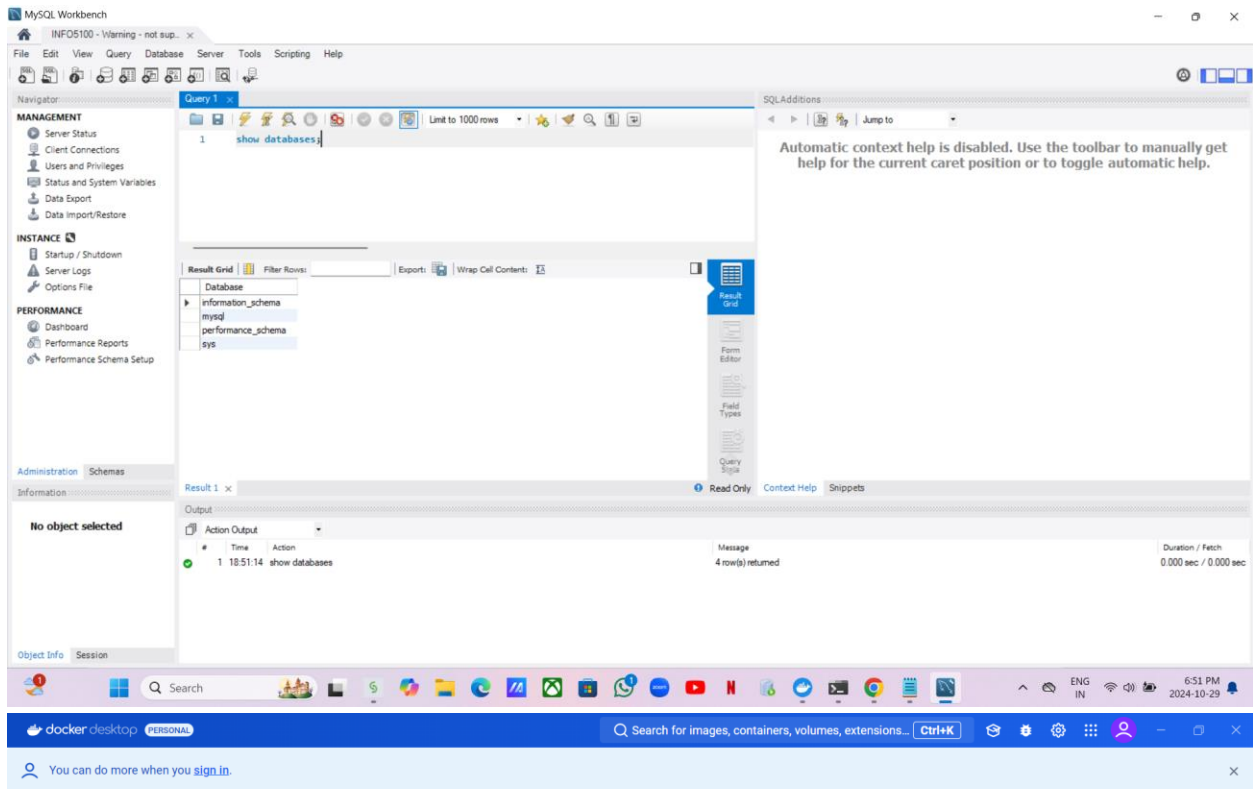 MySQL Workbench
INFO5100 - Warning - not sup... ×
File Edit View Query Database Server Tools Scripting Help
Navigator
MANAGEMENT
Server Status
Client Connections
Users and Privileges
Status and System Variables
Data Export
Data Import/Restore
INSTANCE
Startup / Shutdown
Server Logs
Options File
PERFORMANCE
Dashboard
Performance Reports
Performance Schema Setup
Administration Schemas
Information
No object selected
Object Info Session
Query 1 ×
Limit to 1000 rows
1 show databases;
Result Grid Filter Rows: Export: Wrap Cell Content:
Database
information_schema
mysql
performance_schema
sys
Result
Grid
Form
Editor
Field
Types
Query
Result 1 × Read Only
SQLAdditions
Jump to
Automatic context help is disabled. Use the toolbar to manually get
help for the current caret position or to toggle automatic help.
Context Help Snippets
Output
Action Output
# Time Action Message Duration / Fetch
1 18:51:14 show databases 4 row(s) returned 0.000 sec / 0.000 sec
Search
ENG
IN
6:51 PM
2024-10-29
docker desktop PERSONAL
Search for images, containers, volumes, extensions... Ctrl+K
You can do more when you sign in.